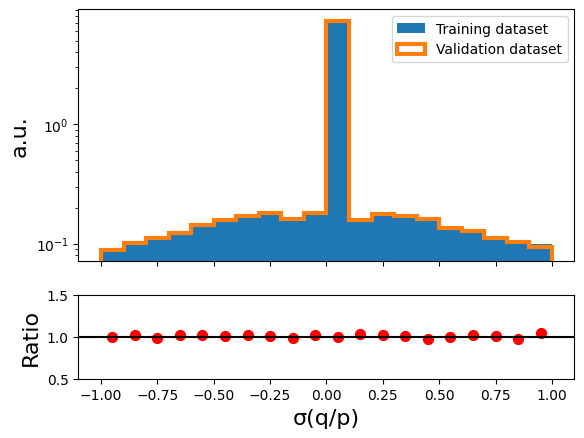 Training dataset
Validation dataset
a.u.
10⁰
10⁻¹
Ratio
1.5
1.0
0.5
−1.00 −0.75 −0.50 −0.25 0.00 0.25 0.50 0.75 1.00
σ(q/p)